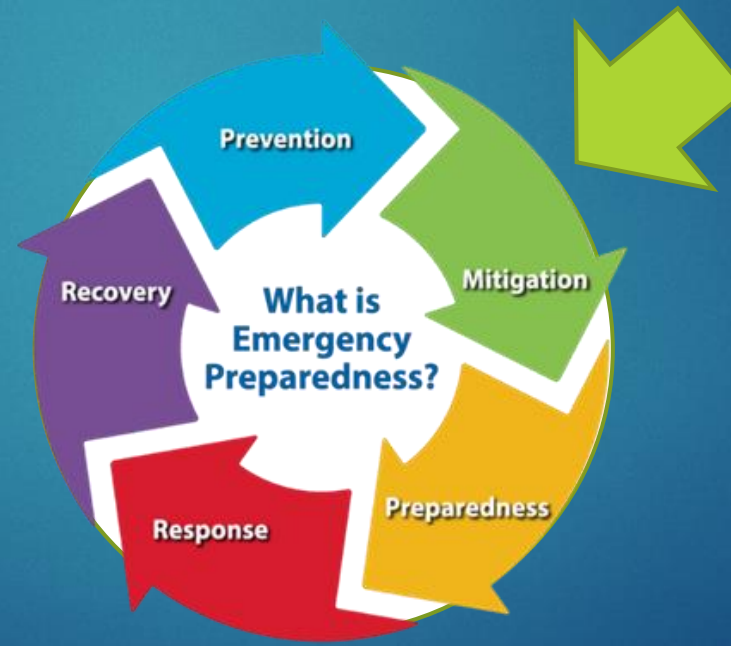 Prevention
Mitigation
Recovery
What is
Emergency
Preparedness?
Preparedness
Response